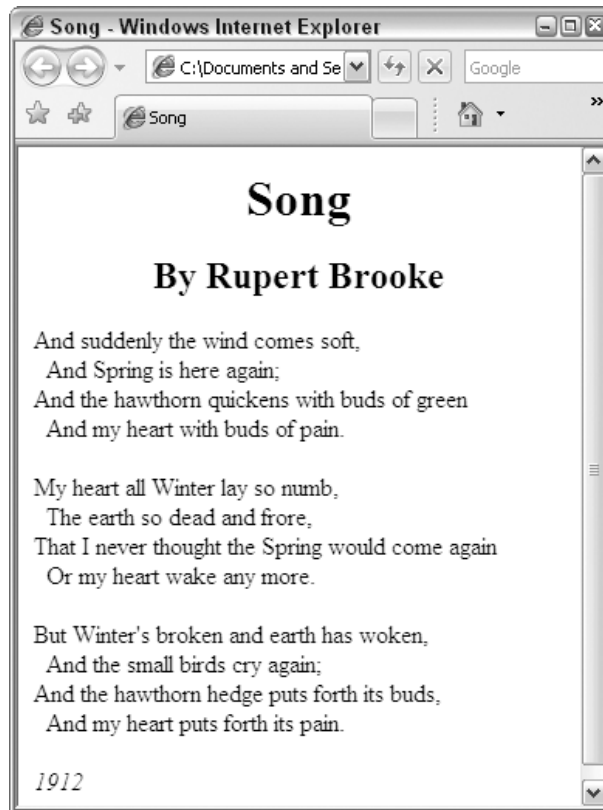 Song - Windows Internet Explorer
C:\Documents and Se
Google
»
Song
Song
By Rupert Brooke
And suddenly the wind comes soft,
And Spring is here again;
And the hawthorn quickens with buds of green
And my heart with buds of pain.
My heart all Winter lay so numb,
The earth so dead and frore,
That I never thought the Spring would come again
Or my heart wake any more.
But Winter's broken and earth has woken,
And the small birds cry again;
And the hawthorn hedge puts forth its buds,
And my heart puts forth its pain.
1912